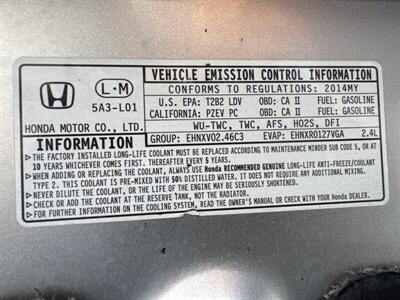 L·M
5A3-L01
HONDA MOTOR CO., LTD.
VEHICLE EMISSION CONTROL INFORMATION
CONFORMS TO REGULATIONS: 2014MY
U.S. EPA: T2B2 LDV OBD: CA II FUEL: GASOLINE
CALIFORNIA: PZEV PC OBD: CA II FUEL: GASOLINE
WU-TWC, TWC, AFS, HO2S, DFI
GROUP: EHNXV02.46C3 EVAP: EHNXR0127VGA 2.4L
INFORMATION
▷THE FACTORY INSTALLED LONG-LIFE COOLANT MUST BE REPLACED ACCORDING TO MAINTENANCE MINDER SUB CODE 5, OR AT
10 YEARS WHICHEVER COMES FIRST. THEREAFTER EVERY 5 YEARS.
▷WHEN ADDING OR REPLACING THE COOLANT, ALWAYS USE Honda RECOMMENDED GENUINE LONG-LIFE ANTI-FREEZE/COOLANT
TYPE 2. THIS COOLANT IS PRE-MIXED WITH 50% DISTILLED WATER. IT DOES NOT REQUIRE ANY ADDITIONAL MIXING.
▷NEVER DILUTE THE COOLANT, OR THE LIFE OF THE ENGINE MAY BE SERIOUSLY SHORTENED.
▷CHECK OR ADD THE COOLANT AT THE RESERVE TANK, NOT THE RADIATOR.
▷FOR FURTHER INFORMATION ON THE COOLING SYSTEM, READ THE OWNER'S MANUAL OR CHECK WITH YOUR Honda DEALER.